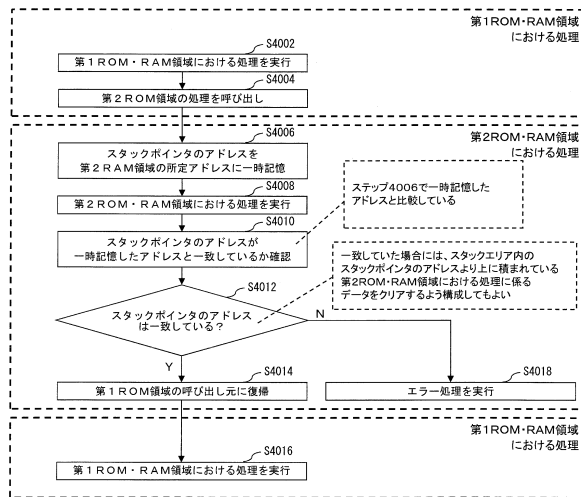 第1ROM・RAM領域
における処理
S4002
第1ROM・RAM領域における処理を実行
S4004
第2ROM領域の処理を呼び出し
第2ROM・RAM領域
における処理
S4006
スタックポインタのアドレスを
第2RAM領域の所定アドレスに一時記憶
ステップ4006で一時記憶した
アドレスと比較している
S4008
第2ROM・RAM領域における処理を実行
S4010
スタックポインタのアドレスが
一時記憶したアドレスと一致しているか確認
一致していた場合には、スタックエリア内の
スタックポインタのアドレスより上に積まれている
第2ROM・RAM領域における処理に係る
データをクリアするよう構成してもよい
S4012
スタックポインタのアドレス
は一致している?
N
Y
S4014
第1ROM領域の呼び出し元に復帰
S4018
エラー処理を実行
第1ROM・RAM領域
における処理
S4016
第1ROM・RAM領域における処理を実行